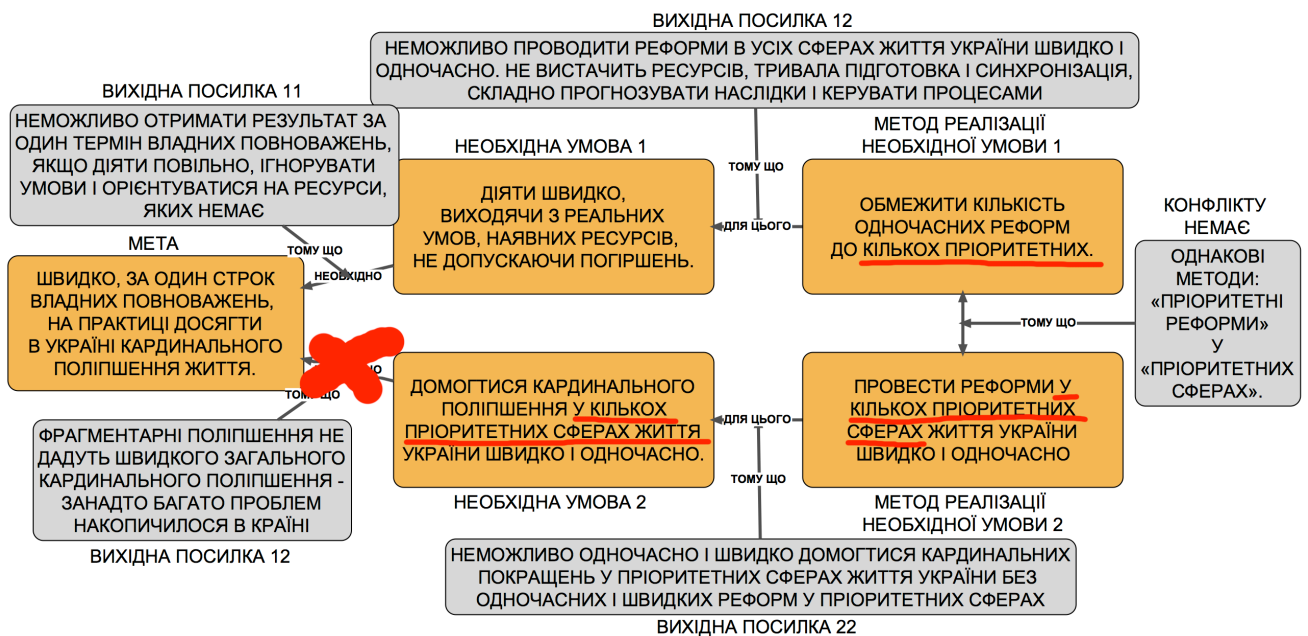 ВИХІДНА ПОСИЛКА 12
НЕМОЖЛИВО ПРОВОДИТИ РЕФОРМИ В УСІХ СФЕРАХ ЖИТТЯ УКРАЇНИ ШВИДКО І
ОДНОЧАСНО. НЕ ВИСТАЧИТЬ РЕСУРСІВ, ТРИВАЛА ПІДГОТОВКА І СИНХРОНІЗАЦІЯ,
СКЛАДНО ПРОГНОЗУВАТИ НАСЛІДКИ І КЕРУВАТИ ПРОЦЕСАМИ
ВИХІДНА ПОСИЛКА 11
НЕМОЖЛИВО ОТРИМАТИ РЕЗУЛЬТАТ ЗА
ОДИН ТЕРМІН ВЛАДНИХ ПОВНОВАЖЕНЬ,
ЯКЩО ДІЯТИ ПОВІЛЬНО, ІГНОРУВАТИ
УМОВИ І ОРІЄНТУВАТИСЯ НА РЕСУРСИ,
ЯКИХ НЕМАЄ
ТОМУ ЩО
НЕОБХІДНО
МЕТА
ШВИДКО, ЗА ОДИН СТРОК
ВЛАДНИХ ПОВНОВАЖЕНЬ,
НА ПРАКТИЦІ ДОСЯГТИ
В УКРАЇНІ КАРДИНАЛЬНОГО
ПОЛІПШЕННЯ ЖИТТЯ.
НЕОБХІДНА УМОВА 1
ДІЯТИ ШВИДКО,
ВИХОДЯЧИ З РЕАЛЬНИХ
УМОВ, НАЯВНИХ РЕСУРСІВ,
НЕ ДОПУСКАЮЧИ ПОГІРШЕНЬ.
ТОМУ ЩО
ДЛЯ ЦЬОГО
МЕТОД РЕАЛІЗАЦІЇ
НЕОБХІДНОЇ УМОВИ 1
ОБМЕЖИТИ КІЛЬКІСТЬ
ОДНОЧАСНИХ РЕФОРМ
ДО КІЛЬКОХ ПРІОРИТЕТНИХ.
КОНФЛІКТУ
НЕМАЄ
ОДНАКОВІ
МЕТОДИ:
«ПРІОРИТЕТНІ
РЕФОРМИ»
У
«ПРІОРИТЕТНИХ
СФЕРАХ».
ТОМУ ЩО
ТОМУ ЩО
ФРАГМЕНТАРНІ ПОЛІПШЕННЯ НЕ
ДАДУТЬ ШВИДКОГО ЗАГАЛЬНОГО
КАРДИНАЛЬНОГО ПОЛІПШЕННЯ -
ЗАНАДТО БАГАТО ПРОБЛЕМ
НАКОПИЧИЛОСЯ В КРАЇНІ
ВИХІДНА ПОСИЛКА 12
ДОМОГТИСЯ КАРДИНАЛЬНОГО
ПОЛІПШЕННЯ У КІЛЬКОХ
ПРІОРИТЕТНИХ СФЕРАХ ЖИТТЯ
УКРАЇНИ ШВИДКО І ОДНОЧАСНО.
НЕОБХІДНА УМОВА 2
ДЛЯ ЦЬОГО
ТОМУ ЩО
ПРОВЕСТИ РЕФОРМИ У
КІЛЬКОХ ПРІОРИТЕТНИХ
СФЕРАХ ЖИТТЯ УКРАЇНИ
ШВИДКО І ОДНОЧАСНО
МЕТОД РЕАЛІЗАЦІЇ
НЕОБХІДНОЇ УМОВИ 2
НЕМОЖЛИВО ОДНОЧАСНО І ШВИДКО ДОМОГТИСЯ КАРДИНАЛЬНИХ
ПОКРАЩЕНЬ У ПРІОРИТЕТНИХ СФЕРАХ ЖИТТЯ УКРАЇНИ БЕЗ
ОДНОЧАСНИХ І ШВИДКИХ РЕФОРМ У ПРІОРИТЕТНИХ СФЕРАХ
ВИХІДНА ПОСИЛКА 22